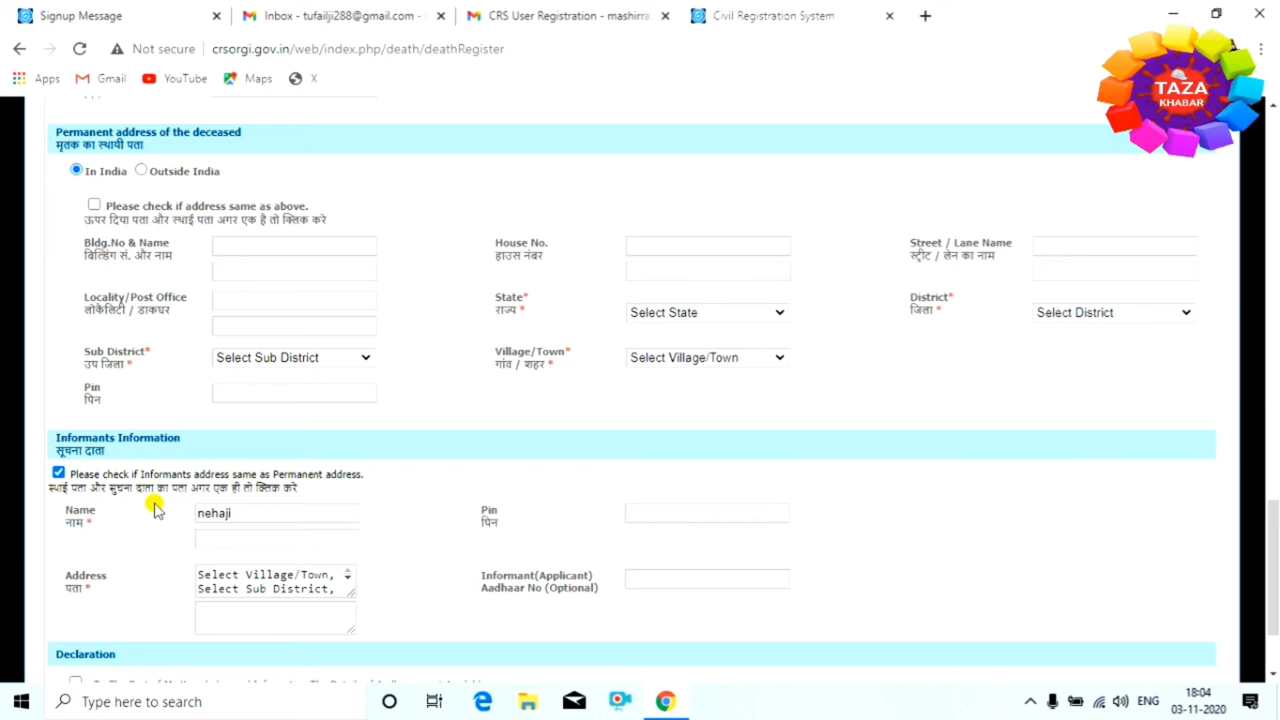 Signup Message
Inbox - tufailji288@gmail.com -
CRS User Registration - mashirra
Civil Registration System
Not secure crsorgi.gov.in/web/index.php/death/deathRegister
Apps Gmail YouTube Maps X
TAZA
KHABAR
Permanent address of the deceased
मृतक का स्थायी पता
In India Outside India
Please check if address same as above.
ऊपर दिया पता और स्थाई पता अगर एक है तो क्लिक करे
Bldg.No & Name House No. Street / Lane Name
बिल्डिंग सं. और नाम हाउस नंबर स्ट्रीट / लेन का नाम
Locality/Post Office State* District*
लोकैलिटी / डाकघर राज्य * जिला *
Select State Select District
Sub District* Village/Town*
उप जिला * गांव / शहर *
Select Sub District Select Village/Town
Pin
पिन
Informants Information
सूचना दाता
Please check if Informants address same as Permanent address.
स्थाई पता और सुचना दाता का पता अगर एक ही तो क्लिक करे
Name nehaji Pin
नाम * पिन
Address Select Village/Town, Informant(Applicant)
पता * Select Sub District, Aadhaar No (Optional)
Declaration
Type here to search
ENG
18:04
03-11-2020